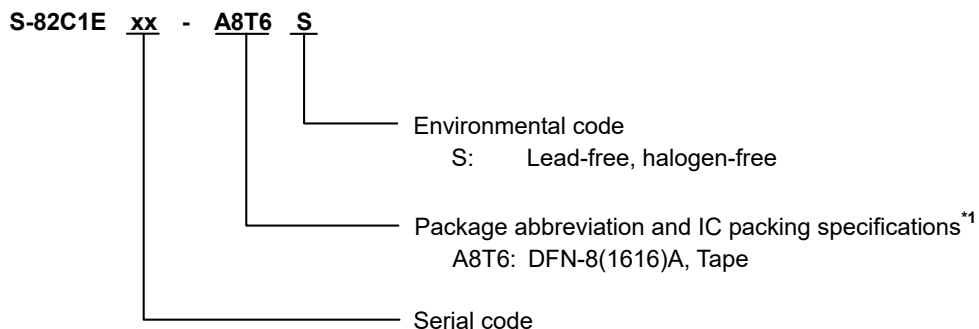 S-82C1E xx - A8T6 S
Environmental code
S: Lead-free, halogen-free
Package abbreviation and IC packing specifications*1
A8T6: DFN-8(1616)A, Tape
Serial code